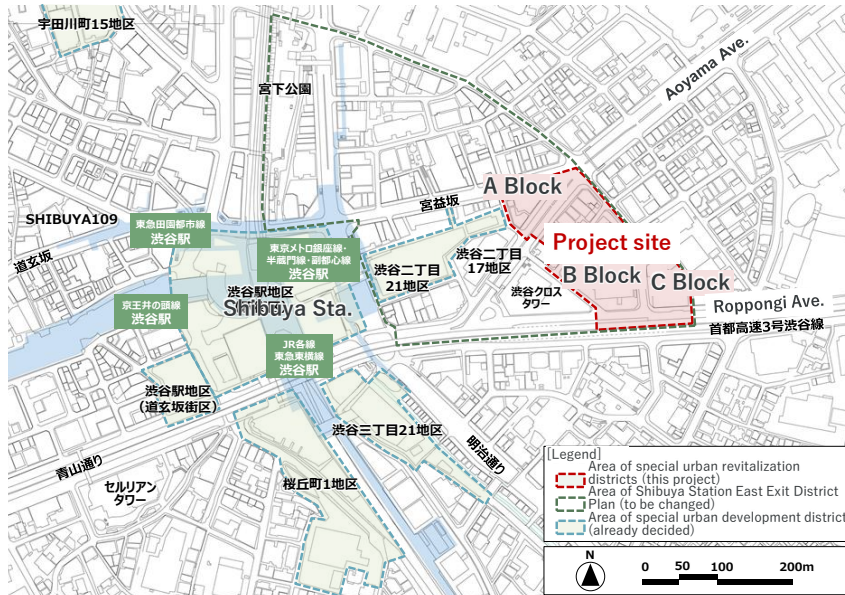 宇田川町15地区
宮下公園
Aoyama Ave.
A Block
宮益坂
SHIBUYA109
東急田園都市線
渋谷駅
道玄坂
東京メトロ銀座線・
半蔵門線・副都心線
渋谷駅
渋谷二丁目
21地区
渋谷二丁目
17地区
Project site
B Block
C Block
渋谷クロス
タワー
京王井の頭線
渋谷駅
渋谷駅地区
Shibuya Sta.
Roppongi Ave.
首都高速3号渋谷線
JR各線
東急東横線
渋谷駅
渋谷駅地区
(道玄坂街区)
渋谷三丁目21地区
明治通り
青山通り
セルリアン
タワー
桜丘町1地区
[Legend]
Area of special urban revitalization
districts (this project)
Area of Shibuya Station East Exit District
Plan (to be changed)
Area of special urban development district
(already decided)
N
0 50 100 200m